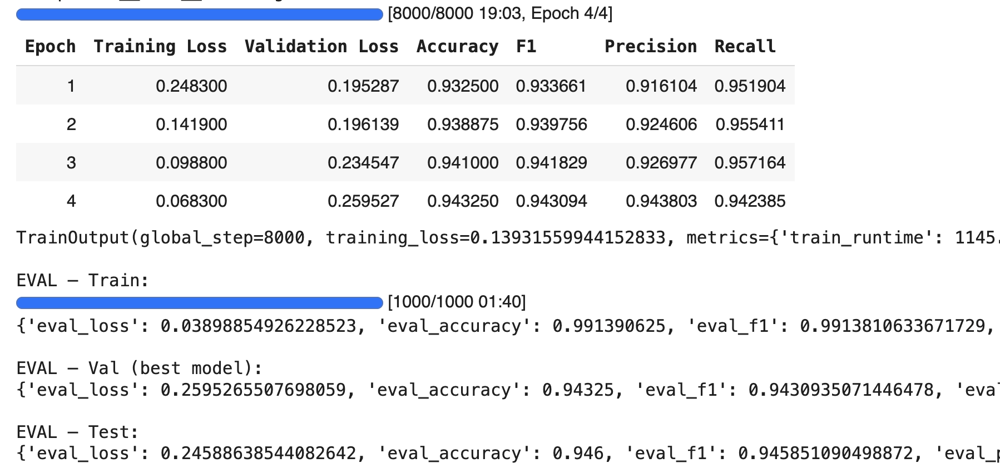 [8000/8000 19:03, Epoch 4/4]
Epoch Training Loss Validation Loss Accuracy F1 Precision Recall
1 0.248300 0.195287 0.932500 0.933661 0.916104 0.951904
2 0.141900 0.196139 0.938875 0.939756 0.924606 0.955411
3 0.098800 0.234547 0.941000 0.941829 0.926977 0.957164
4 0.068300 0.259527 0.943250 0.943094 0.943803 0.942385
TrainOutput(global_step=8000, training_loss=0.13931559944152833, metrics={'train_runtime': 1145.
EVAL – Train:
[1000/1000 01:40]
{'eval_loss': 0.03898854926228523, 'eval_accuracy': 0.991390625, 'eval_f1': 0.9913810633671729,
EVAL – Val (best model):
{'eval_loss': 0.2595265507698059, 'eval_accuracy': 0.94325, 'eval_f1': 0.9430935071446478, 'eva
EVAL – Test:
{'eval_loss': 0.24588638544082642, 'eval_accuracy': 0.946, 'eval_f1': 0.945851090498872, 'eval_p